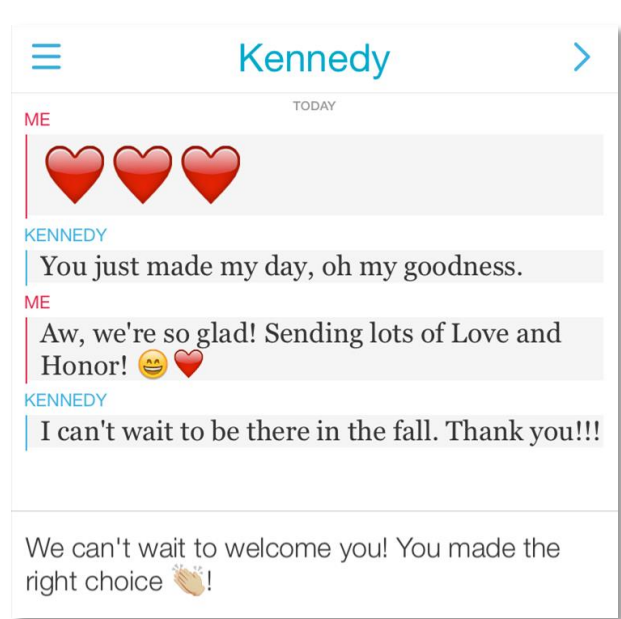 Kennedy
TODAY
ME
❤️❤️❤️
KENNEDY
You just made my day, oh my goodness.
ME
Aw, we're so glad! Sending lots of Love and
Honor! 😄❤️
KENNEDY
I can't wait to be there in the fall. Thank you!!!
We can't wait to welcome you! You made the
right choice 👏🏼!